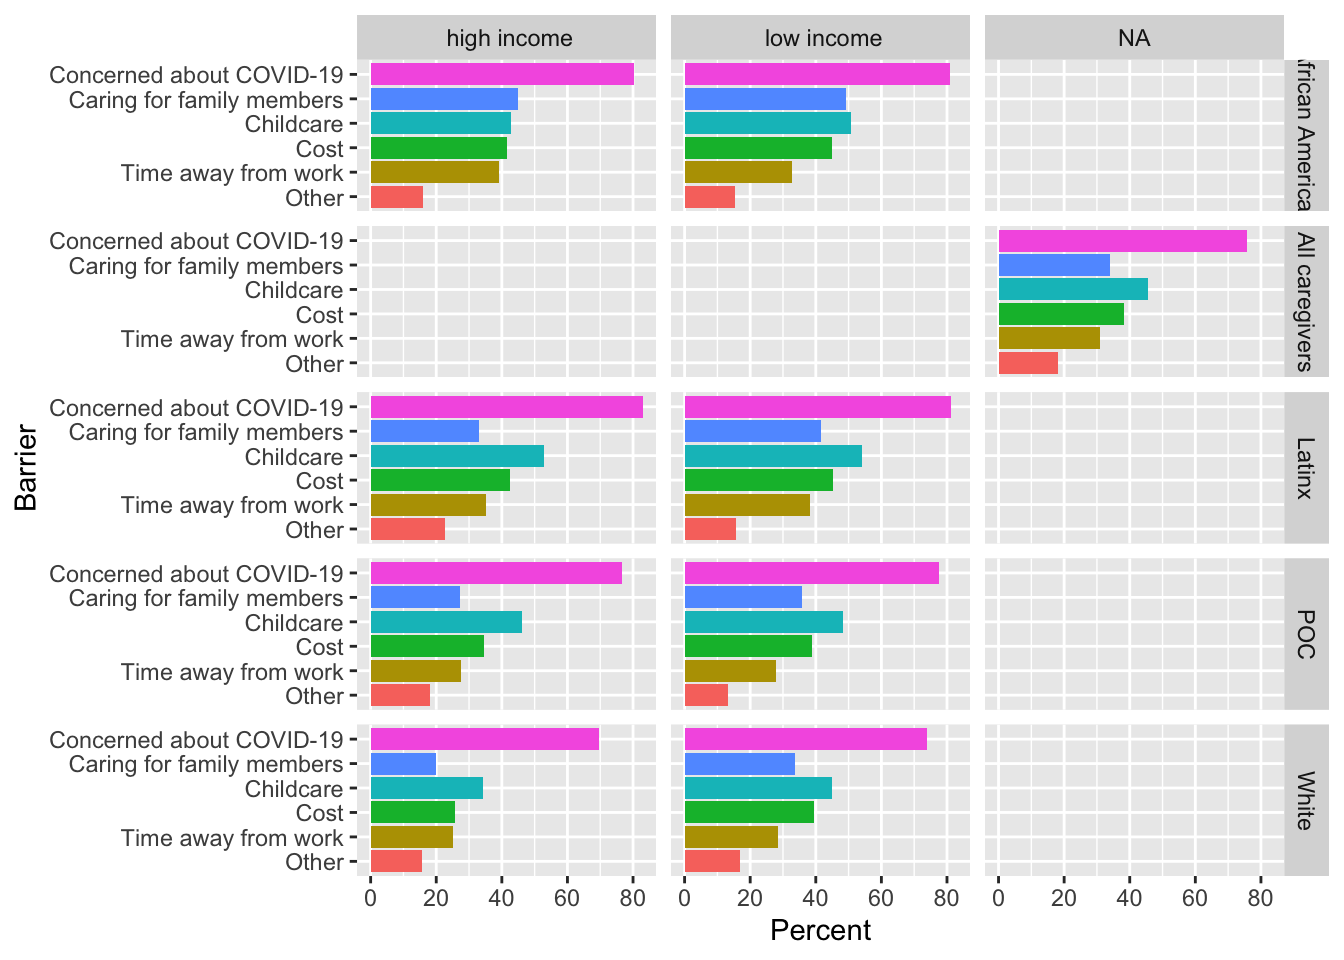 high income
low income
NA
Concerned about COVID-19
Caring for family members
Childcare
Cost
Time away from work
Other
Concerned about COVID-19
Caring for family members
Childcare
Cost
Time away from work
Other
All caregivers
Concerned about COVID-19
Caring for family members
Childcare
Cost
Time away from work
Other
Latinx
Concerned about COVID-19
Caring for family members
Childcare
Cost
Time away from work
Other
POC
Concerned about COVID-19
Caring for family members
Childcare
Cost
Time away from work
Other
White
Barrier
0 20 40 60 80
0 20 40 60 80
0 20 40 60 80
Percent